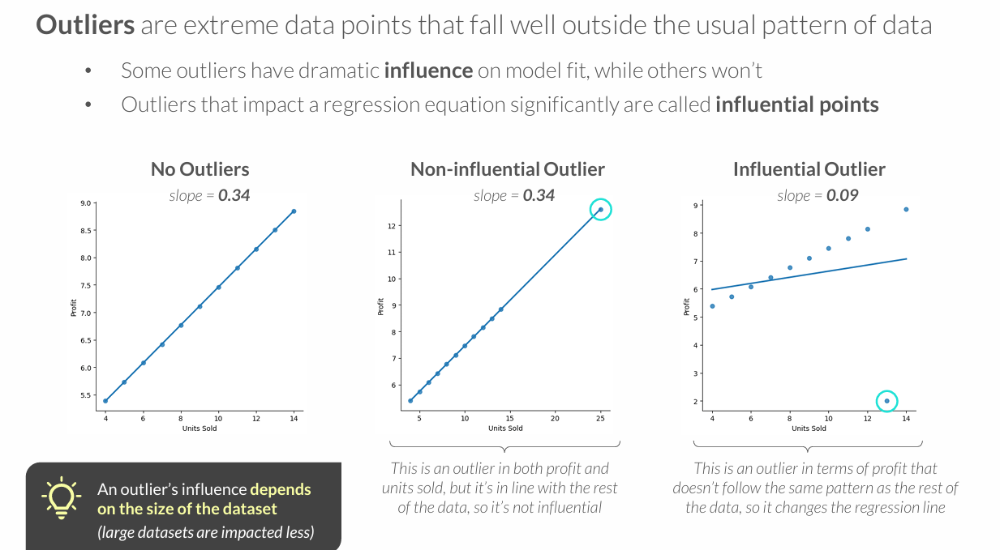 Outliers are extreme data points that fall well outside the usual pattern of data
• Some outliers have dramatic influence on model fit, while others won’t
• Outliers that impact a regression equation significantly are called influential points
No Outliers
slope = 0.34
9.0
8.5
8.0
7.5
7.0
6.5
6.0
5.5
Profit
4 6 8 10 12 14
Units Sold
Non-influential Outlier
slope = 0.34
12
11
10
9
8
7
6
Profit
5 10 15 20 25
Units Sold
This is an outlier in both profit and
units sold, but it’s in line with the rest
of the data, so it’s not influential
Influential Outlier
slope = 0.09
9
8
7
6
5
4
3
2
Profit
4 6 8 10 12 14
Units Sold
This is an outlier in terms of profit that
doesn’t follow the same pattern as the rest of
the data, so it changes the regression line
An outlier’s influence depends
on the size of the dataset
(large datasets are impacted less)